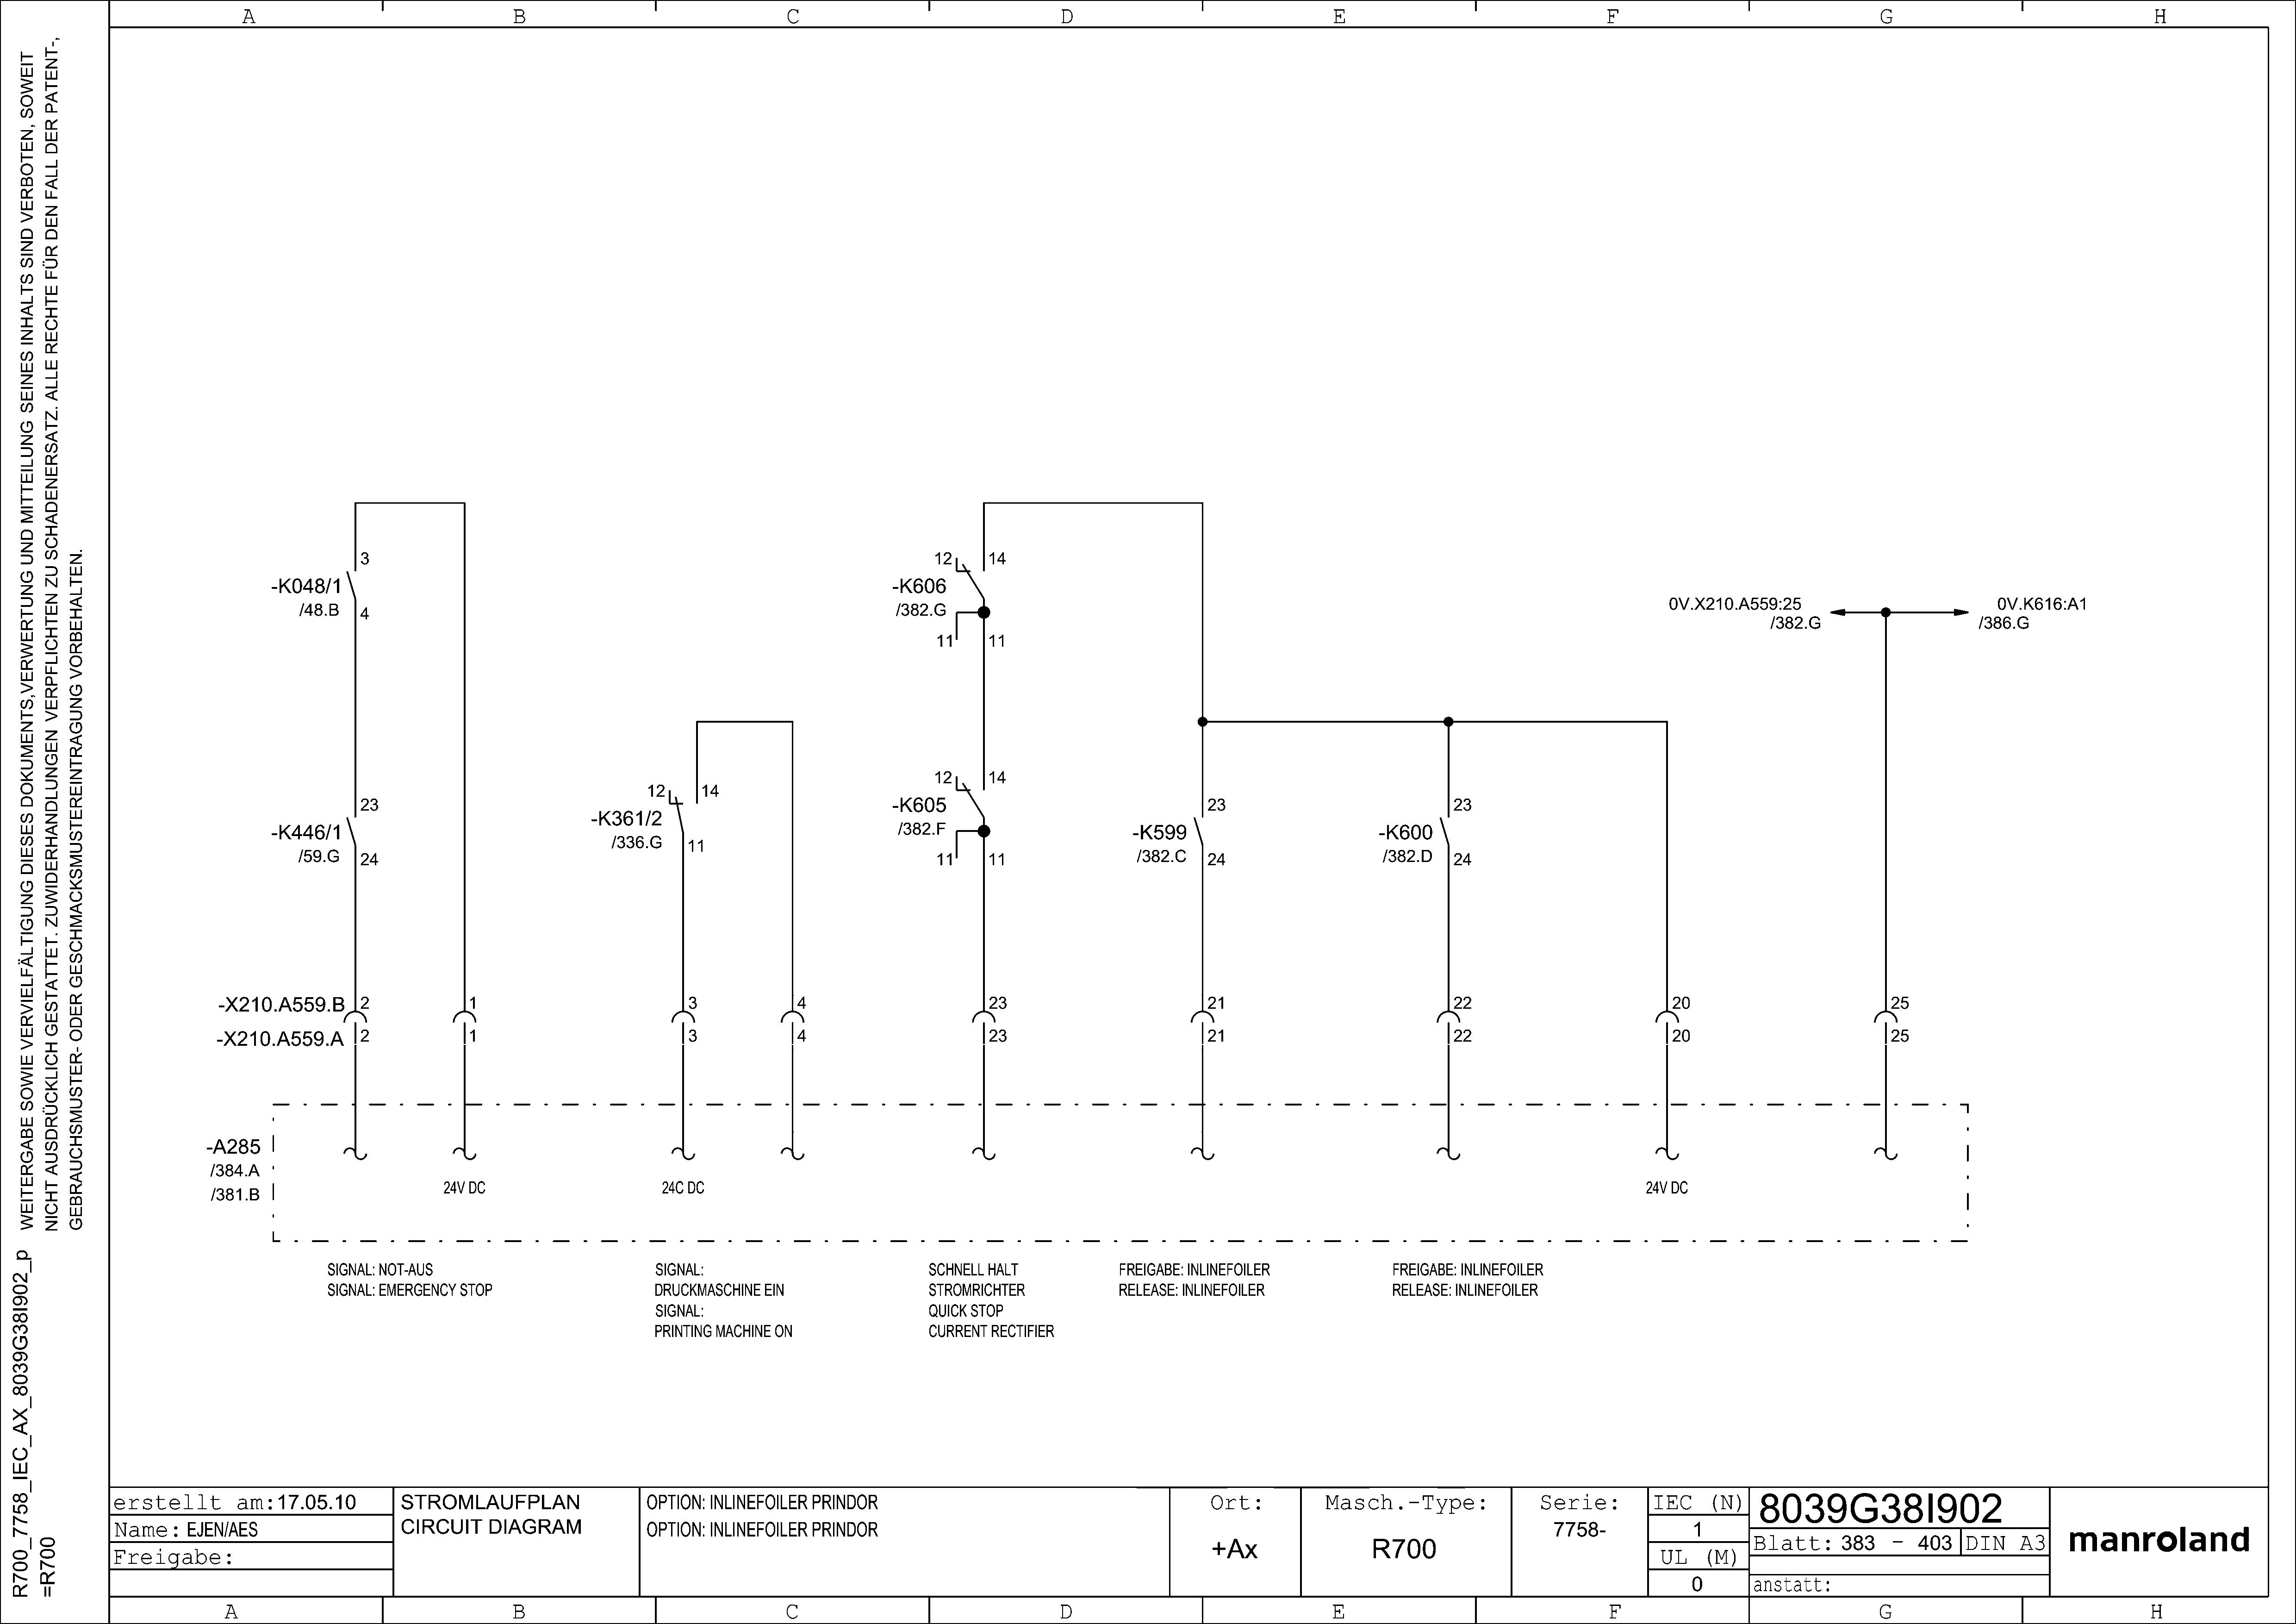 A B C D E F G H
WEITERGABE SOWIE VERVIELFÄLTIGUNG DIESES DOKUMENTS,VERWERTUNG UND MITTEILUNG SEINES INHALTS SIND VERBOTEN, SOWEIT
NICHT AUSDRÜCKLICH GESTATTET. ZUWIDERHANDLUNGEN VERPFLICHTEN ZU SCHADENERSATZ. ALLE RECHTE FÜR DEN FALL DER PATENT-,
GEBRAUCHSMUSTER- ODER GESCHMACKSMUSTEREINTRAGUNG VORBEHALTEN.
R700_7758_IEC_AX_8039G38I902_p
=R700
3
-K048/1
/48.B 4
12 14
-K606
/382.G
11 11
0V.X210.A559:25
/382.G
0V.K616:A1
/386.G
23
-K446/1
/59.G 24
12 14
-K361/2
/336.G 11
12 14
-K605
/382.F
11 11
23
-K599
/382.C 24
23
-K600
/382.D 24
-X210.A559.B 2 1 3 4 23 21 22 20 25
-X210.A559.A 2 1 3 4 23 21 22 20 25
-A285
/384.A
/381.B
24V DC 24C DC 24V DC
SIGNAL: NOT-AUS
SIGNAL: EMERGENCY STOP
SIGNAL:
DRUCKMASCHINE EIN
SIGNAL:
PRINTING MACHINE ON
SCHNELL HALT
STROMRICHTER
QUICK STOP
CURRENT RECTIFIER
FREIGABE: INLINEFOILER
RELEASE: INLINEFOILER
FREIGABE: INLINEFOILER
RELEASE: INLINEFOILER
erstellt am:17.05.10
Name: EJEN/AES
Freigabe:
STROMLAUFPLAN
CIRCUIT DIAGRAM
OPTION: INLINEFOILER PRINDOR
OPTION: INLINEFOILER PRINDOR
Ort:
+Ax
Masch.-Type:
R700
Serie:
7758-
IEC (N)
1
UL (M)
0
8039G38I902
Blatt: 383 - 403 DIN A3
anstatt:
manroland
A B C D E F G H